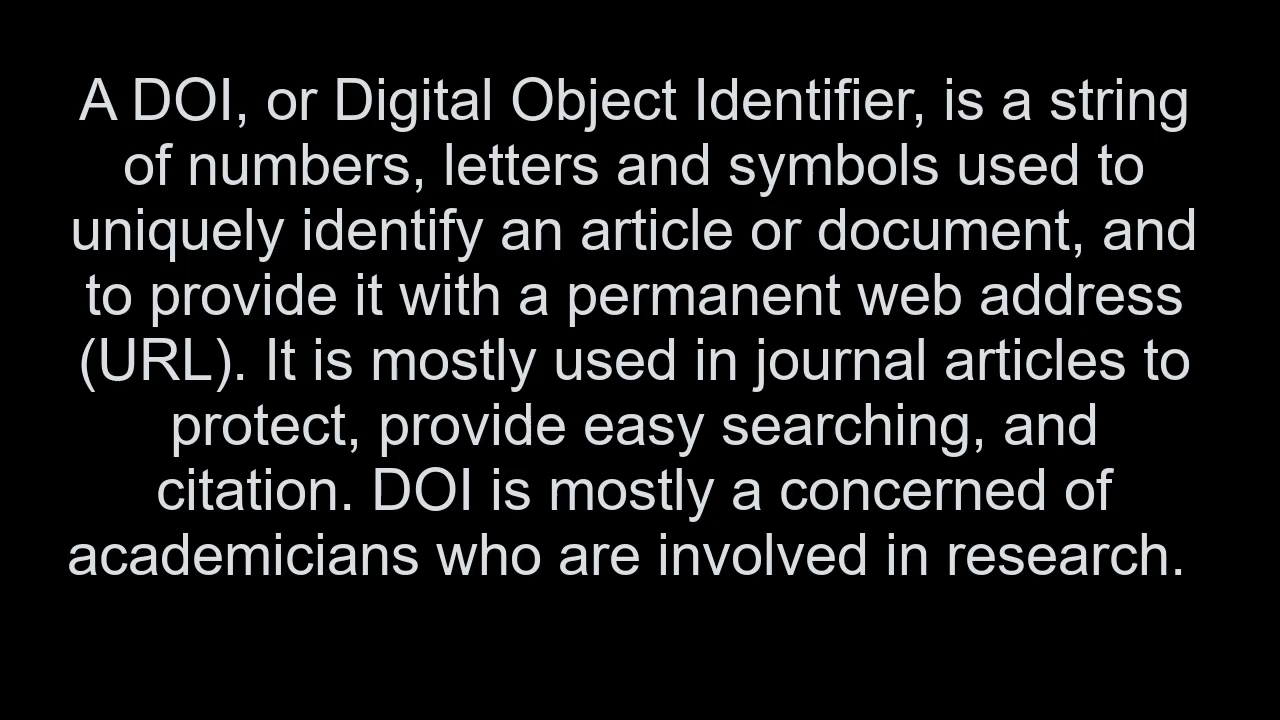 A DOI, or Digital Object Identifier, is a string
of numbers, letters and symbols used to
uniquely identify an article or document, and
to provide it with a permanent web address
(URL). It is mostly used in journal articles to
protect, provide easy searching, and
citation. DOI is mostly a concerned of
academicians who are involved in research.